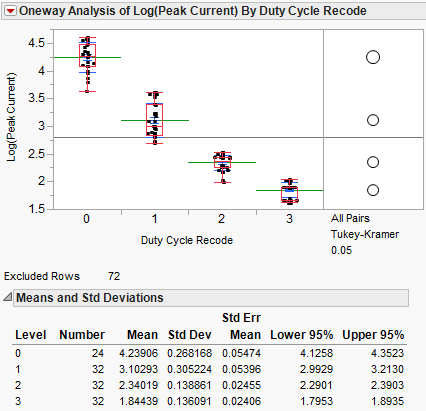 Oneway Analysis of Log(Peak Current) By Duty Cycle Recode
Log(Peak Current)
4.5
4
3.5
3
2.5
2
1.5
0 1 2 3
Duty Cycle Recode
All Pairs
Tukey-Kramer
0.05
Excluded Rows 72
Means and Std Deviations
Std Err
Level Number Mean Std Dev Mean Lower 95% Upper 95%
0 24 4.23906 0.268168 0.05474 4.1258 4.3523
1 32 3.10293 0.305224 0.05396 2.9929 3.2130
2 32 2.34019 0.138861 0.02455 2.2901 2.3903
3 32 1.84439 0.136091 0.02406 1.7953 1.8935